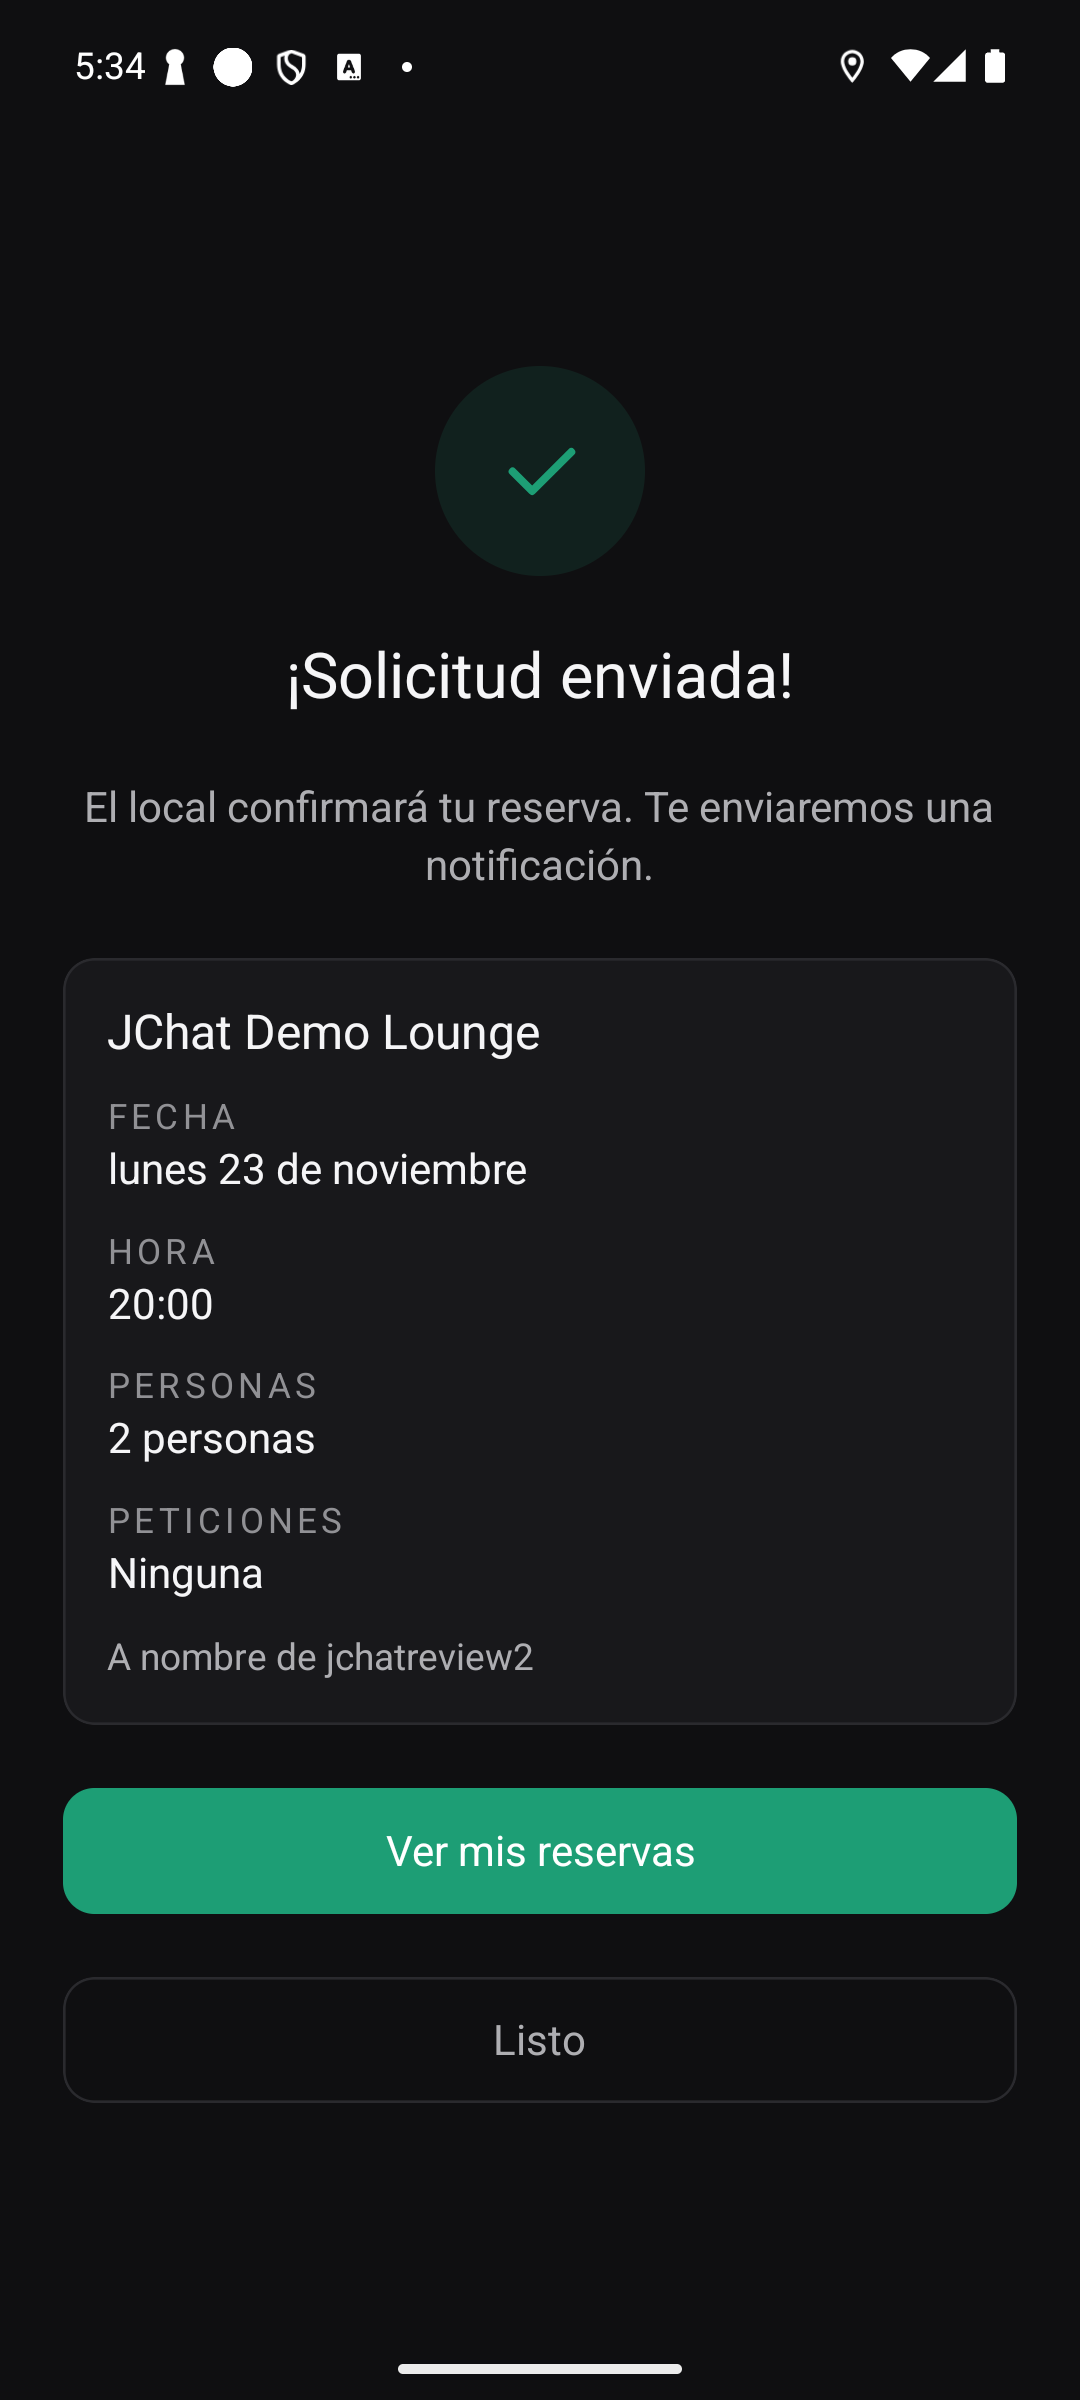 5:34
¡Solicitud enviada!
El local confirmará tu reserva. Te enviaremos una
notificación.
JChat Demo Lounge
FECHA
lunes 23 de noviembre
HORA
20:00
PERSONAS
2 personas
PETICIONES
Ninguna
A nombre de jchatreview2
Ver mis reservas
Listo